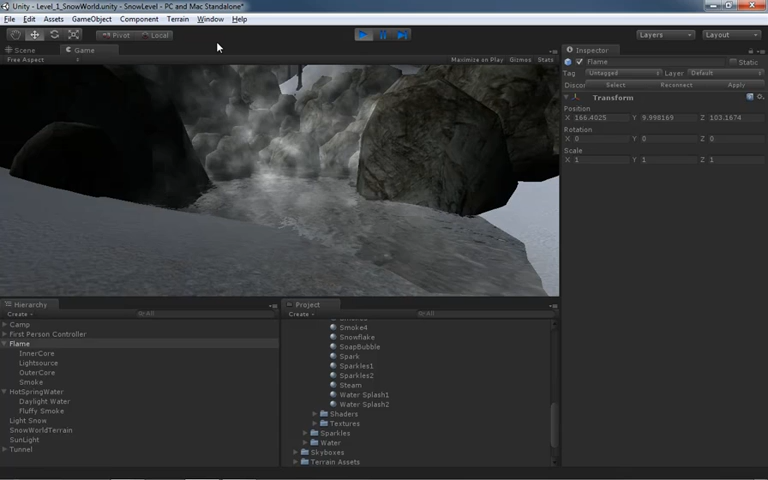 Unity - Level_1_SnowWorld.unity - SnowLevel - PC and Mac Standalone*
File Edit Assets GameObject Component Terrain Window Help
Pivot Local Layers Layout
Scene Game
Free Aspect Maximize on Play Gizmos Stats
Inspector
Flame Static
Tag Untagged Layer Default
Discor Select Reconnect Apply
Transform
Position
X 166.4025 Y 9.998169 Z 103.1674
Rotation
X 0 Y 0 Z 0
Scale
X 1 Y 1 Z 1
Hierarchy
Create All
Camp
First Person Controller
Flame
InnerCore
Lightsource
OuterCore
Smoke
HotSpringWater
Daylight Water
Fluffy Smoke
Light Snow
SnowWorldTerrain
SunLight
Tunnel
Project
Create All
Smoke4
Snowflake
SoapBubble
Spark
Sparkles1
Sparkles2
Steam
Water Splash1
Water Splash2
Shaders
Textures
Sparkles
Water
Skyboxes
Terrain Assets